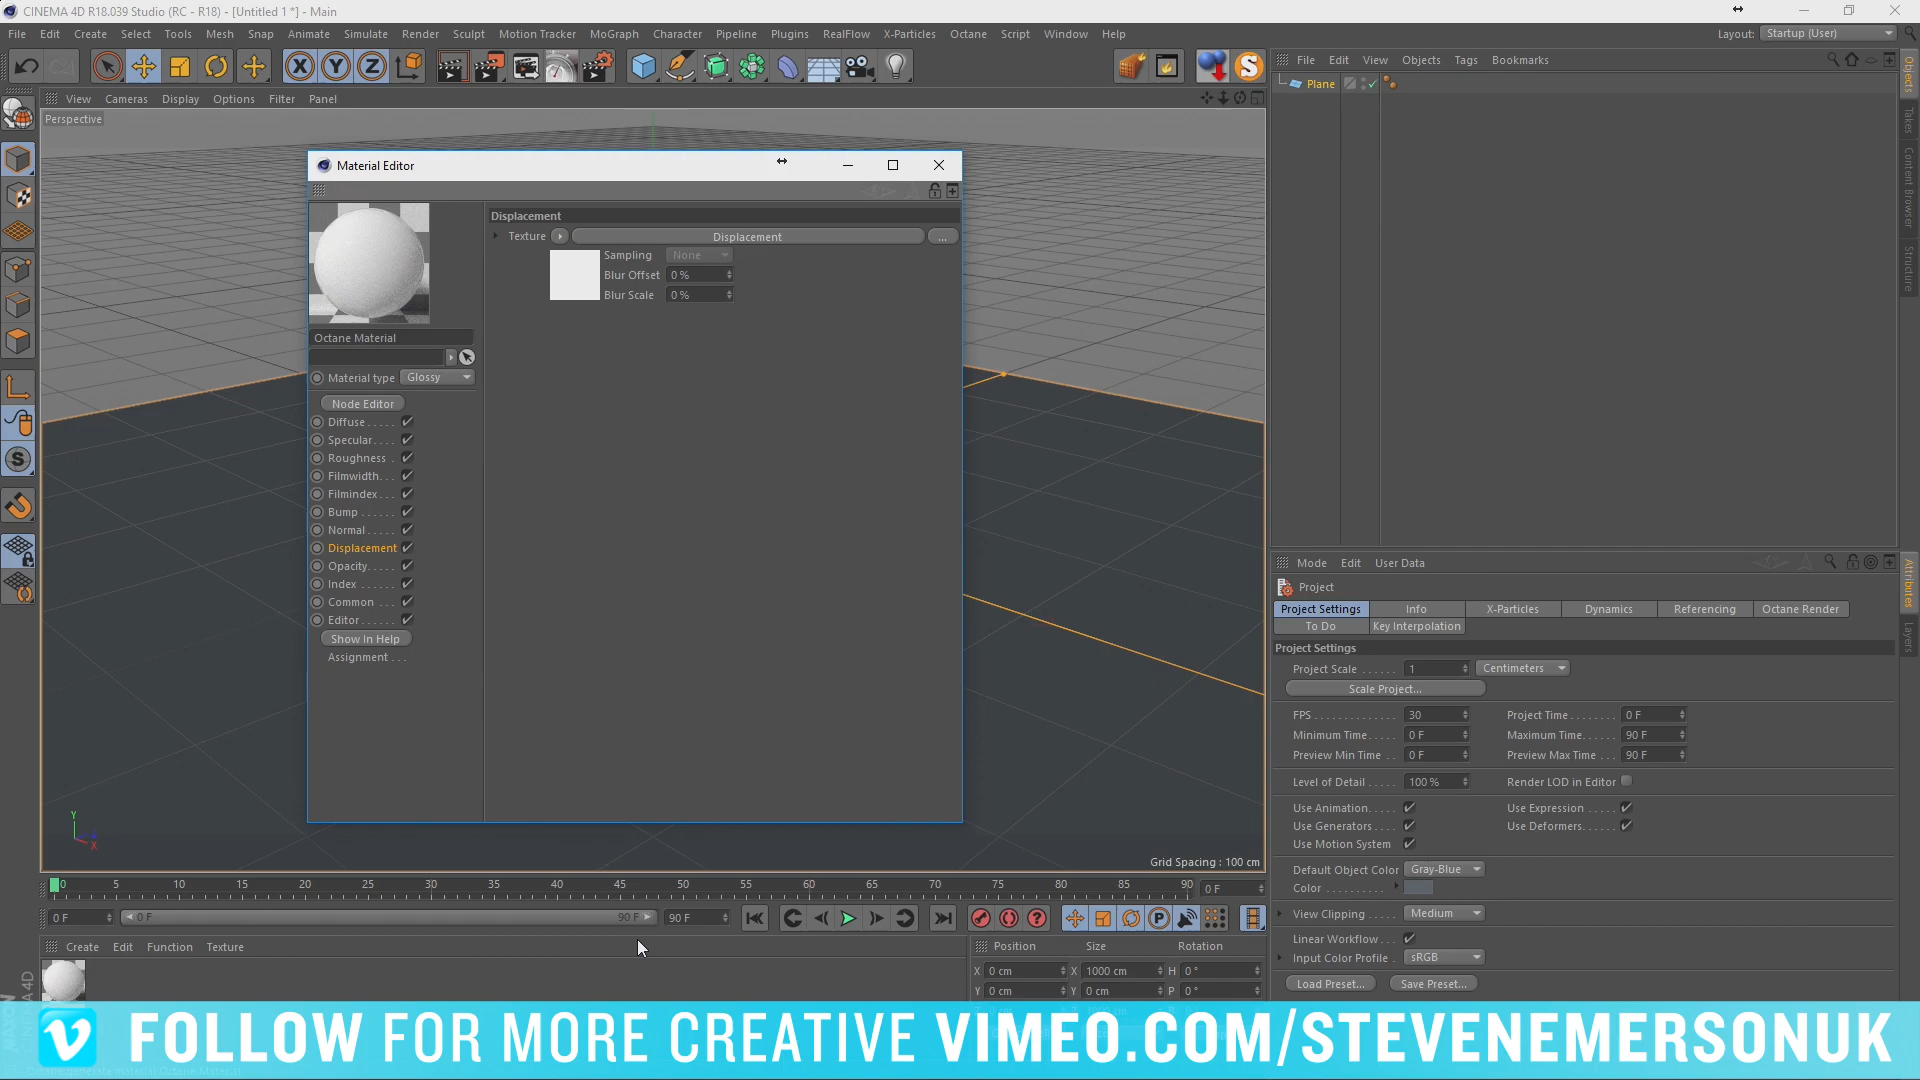 CINEMA 4D R18.039 Studio (RC - R18) - [Untitled 1 *] - Main
File Edit Create Select Tools Mesh Snap Animate Simulate Render Sculpt Motion Tracker MoGraph Character Pipeline Plugins RealFlow X-Particles Octane Script Window Help
Layout: Startup (User)
File Edit View Objects Tags Bookmarks
View Cameras Display Options Filter Panel
Plane
Perspective
Material Editor
Displacement
Texture Displacement ...
Sampling None
Blur Offset 0 %
Blur Scale 0 %
Octane Material
Material type Glossy
Node Editor
Diffuse . . . . .
Specular. . . .
Roughness .
Filmwidth. . .
Filmindex. . .
Bump . . . . . .
Normal . . . . .
Displacement
Opacity. . . . .
Index . . . . . .
Common . . .
Editor. . . . . .
Show In Help
Assignment . . .
Objects
Takes
Content Browser
Structure
Attributes
Layers
Mode Edit User Data
Project
Project Settings Info X-Particles Dynamics Referencing Octane Render
To Do Key Interpolation
Project Settings
Project Scale . . . . . . 1 Centimeters
Scale Project...
FPS . . . . . . . . . . . . . 30 Project Time . . . . . . . . 0 F
Minimum Time. . . . . 0 F Maximum Time. . . . . . 90 F
Preview Min Time . . 0 F Preview Max Time . . . 90 F
Level of Detail . . . . . 100 % Render LOD in Editor
Use Animation. . . . . Use Expression . . . . .
Use Generators . . . . Use Deformers. . . . . .
Use Motion System
Default Object Color Gray-Blue
Color . . . . . . . . . .
View Clipping . . . . . . Medium
Linear Workflow . . .
Input Color Profile . sRGB
Load Preset... Save Preset...
Y
X
Grid Spacing : 100 cm
0 5 10 15 20 25 30 35 40 45 50 55 60 65 70 75 80 85 90 0 F
0 F 0 F 90 F 90 F
Create Edit Function Texture
Position Size Rotation
X 0 cm X 1000 cm H 0 °
Y 0 cm Y 0 cm P 0 °
MAXON CINEMA 4D
FOLLOW FOR MORE CREATIVE VIMEO.COM/STEVENEMERSONUK